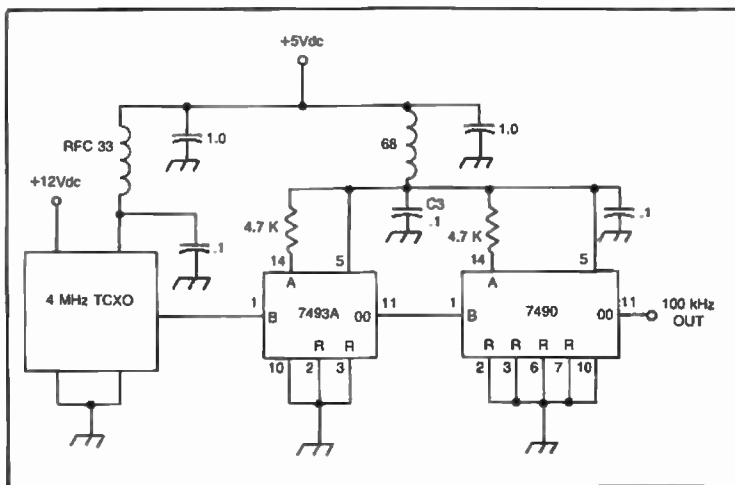 +5Vdc
RFC 33
1.0
68
1.0
+12Vdc
4.7 K
C3
.1
4.7 K
.1
.1
14
5
14
5
4 MHz TCXO
1
A
B
7493A
11
00
1
A
B
7490
11
00
100 kHz
OUT
R R
10 2 3
R R R R
2 3 6 7 10